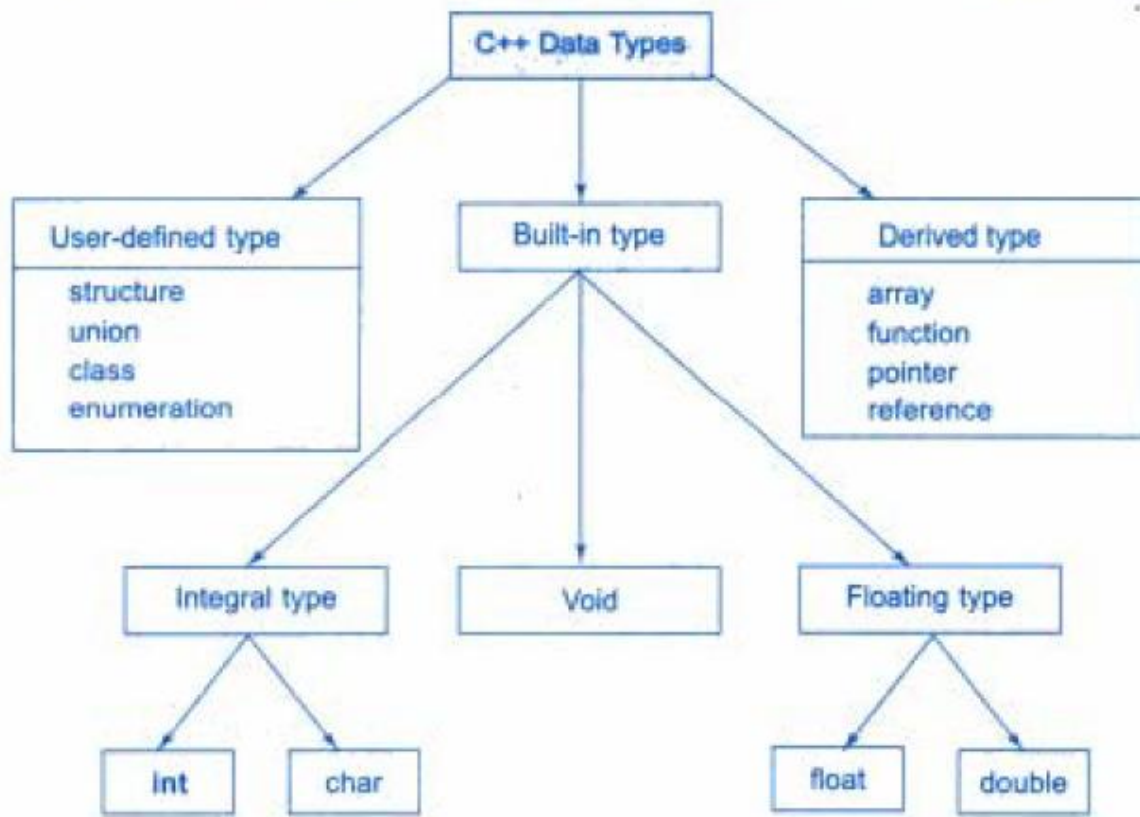 C++ Data Types
User-defined type
structure
union
class
enumeration
Built-in type
Derived type
array
function
pointer
reference
Integral type
Void
Floating type
int
char
float
double